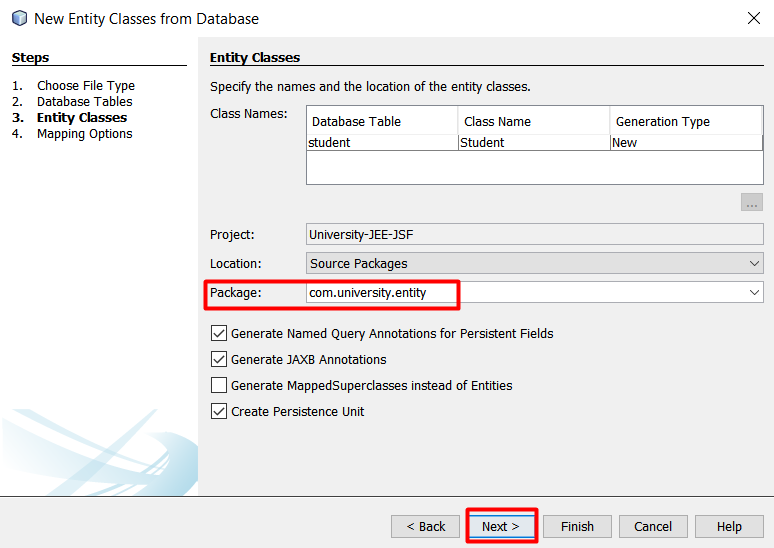 New Entity Classes from Database
Steps
1. Choose File Type
2. Database Tables
3. Entity Classes
4. Mapping Options
Entity Classes
Specify the names and the location of the entity classes.
Class Names:
Database Table Class Name Generation Type
student Student New
...
Project: University-JEE-JSF
Location: Source Packages
Package: com.university.entity
Generate Named Query Annotations for Persistent Fields
Generate JAXB Annotations
Generate MappedSuperclasses instead of Entities
Create Persistence Unit
< Back Next > Finish Cancel Help